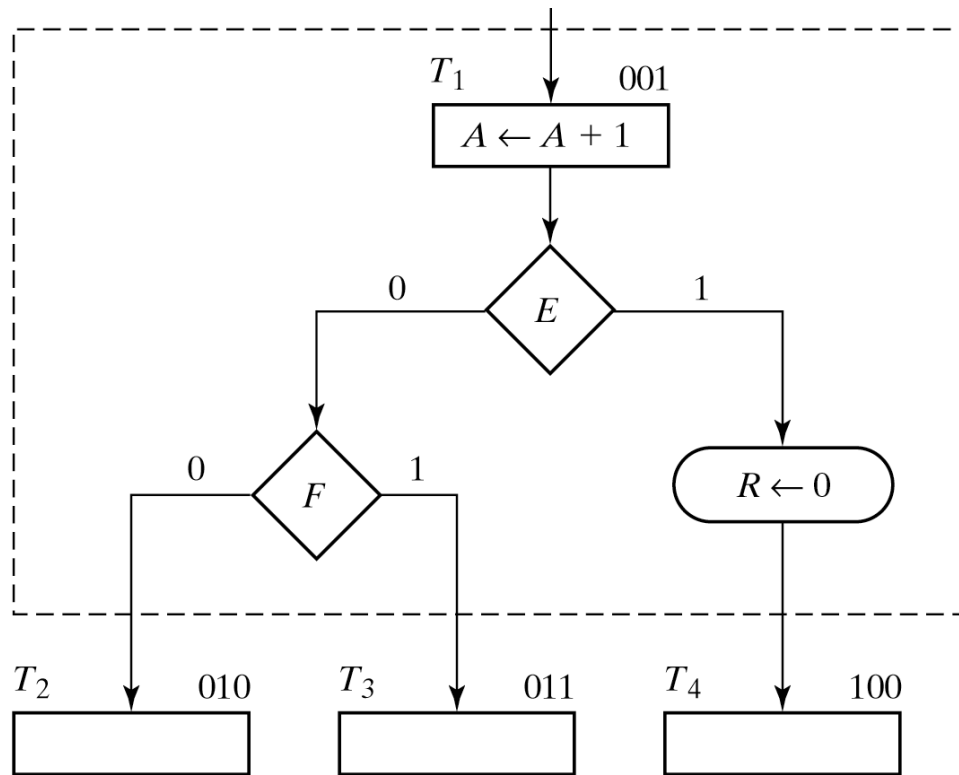 T₁ 001
A ← A + 1
0 1
E
0 1
F
R ← 0
T₂ 010 T₃ 011 T₄ 100